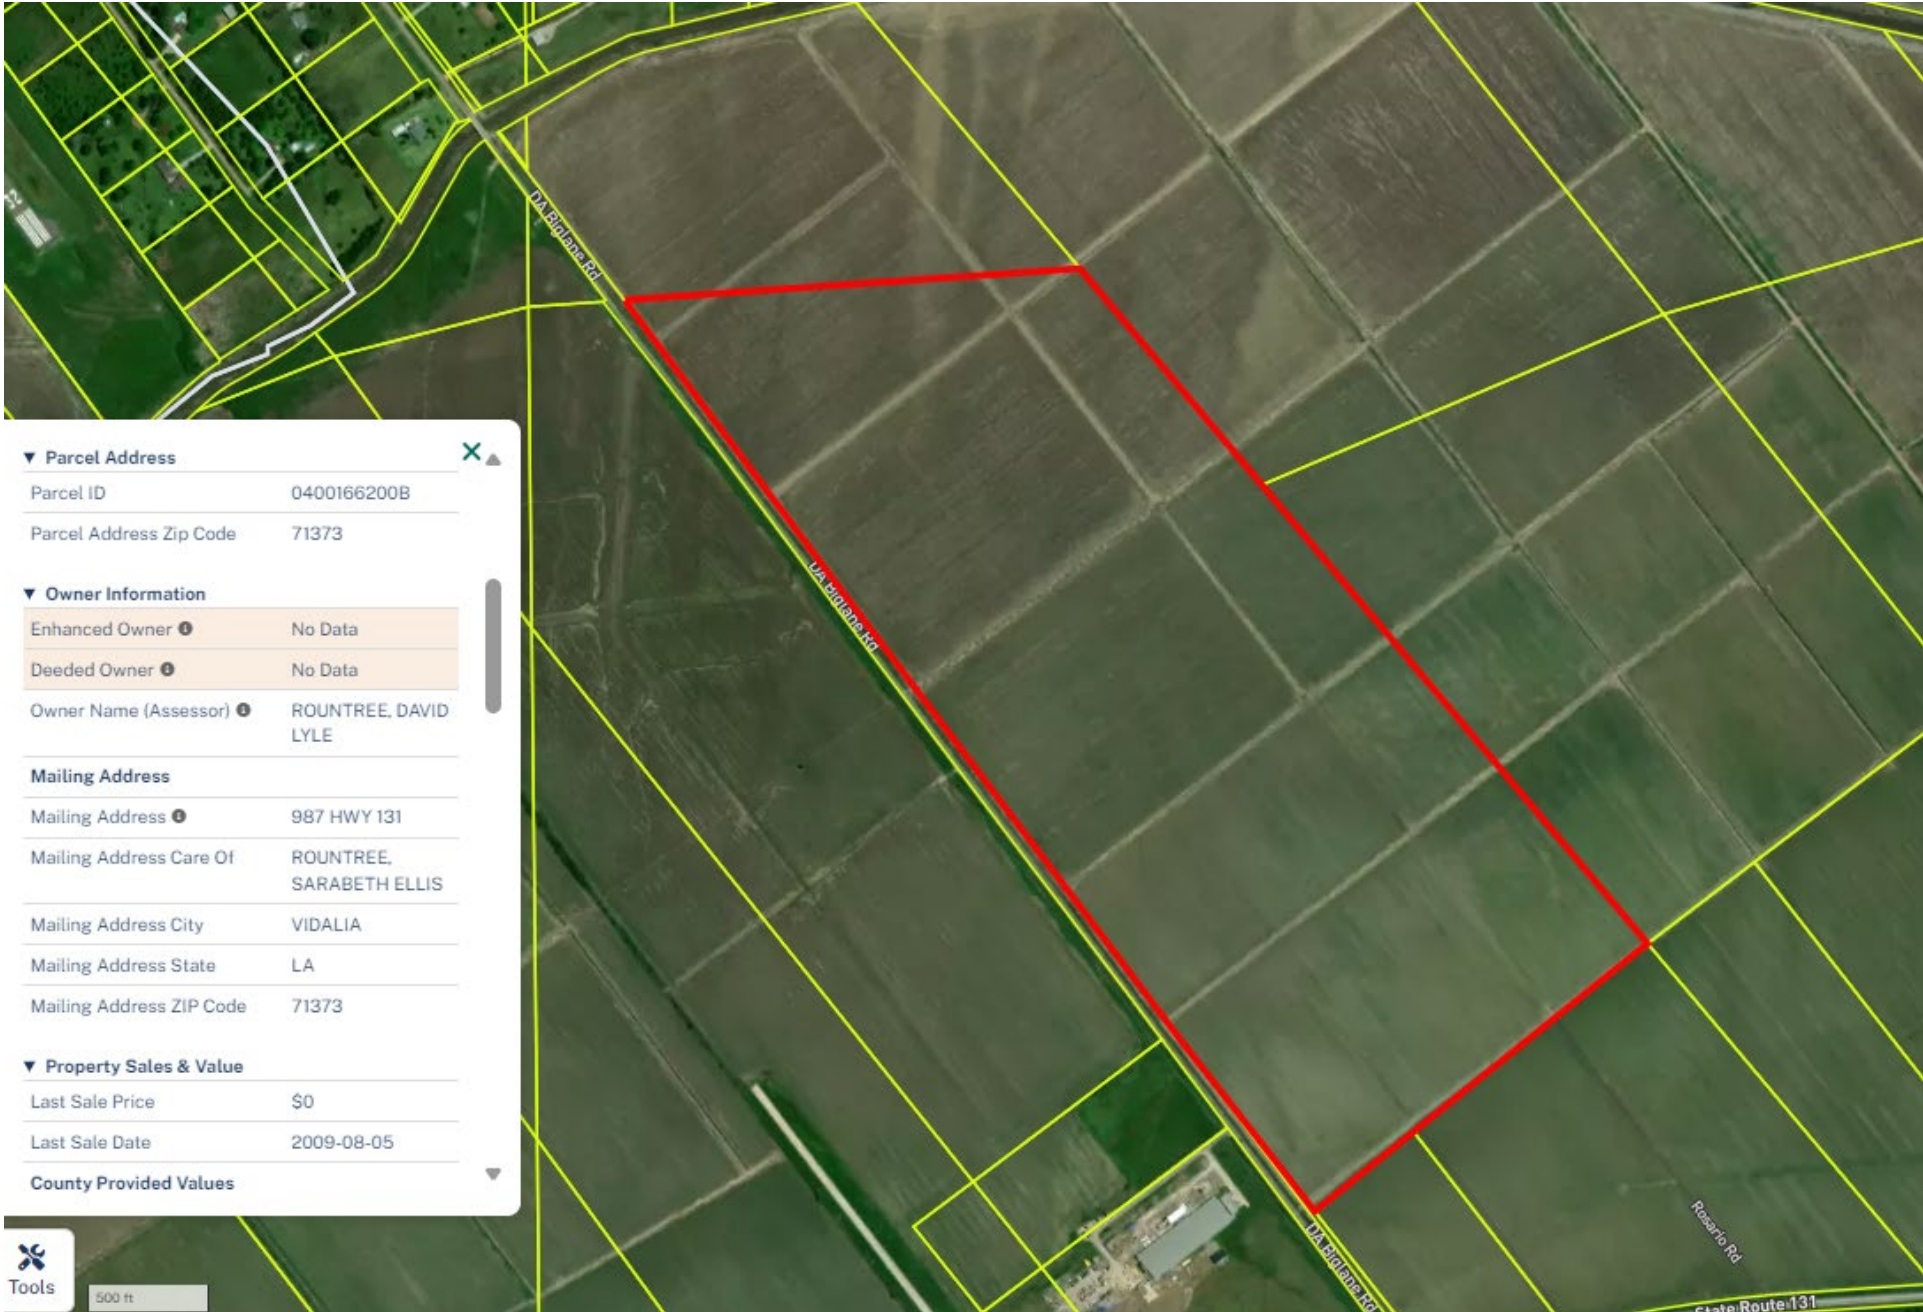 DA Biglane Rd
DA Biglane Rd
▼ Parcel Address
Parcel ID 0400166200B
Parcel Address Zip Code 71373
▼ Owner Information
Enhanced Owner No Data
Deeded Owner No Data
Owner Name (Assessor) ROUNTREE, DAVID
LYLE
Mailing Address
Mailing Address 987 HWY 131
Mailing Address Care Of ROUNTREE,
SARABETH ELLIS
Mailing Address City VIDALIA
Mailing Address State LA
Mailing Address ZIP Code 71373
▼ Property Sales & Value
Last Sale Price $0
Last Sale Date 2009-08-05
County Provided Values
Tools
500 ft
DA Biglane Rd
Rosario Rd
State Route 131